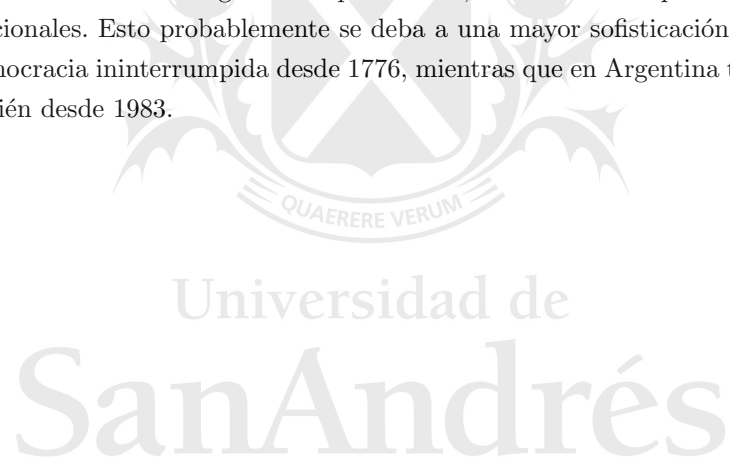 cionales. Esto probablemente se deba a una mayor sofisticación
nocracia ininterrumpida desde 1776, mientras que en Argentina t
ién desde 1983.
QUAERERE VERUM
Universidad de
SanAndrés